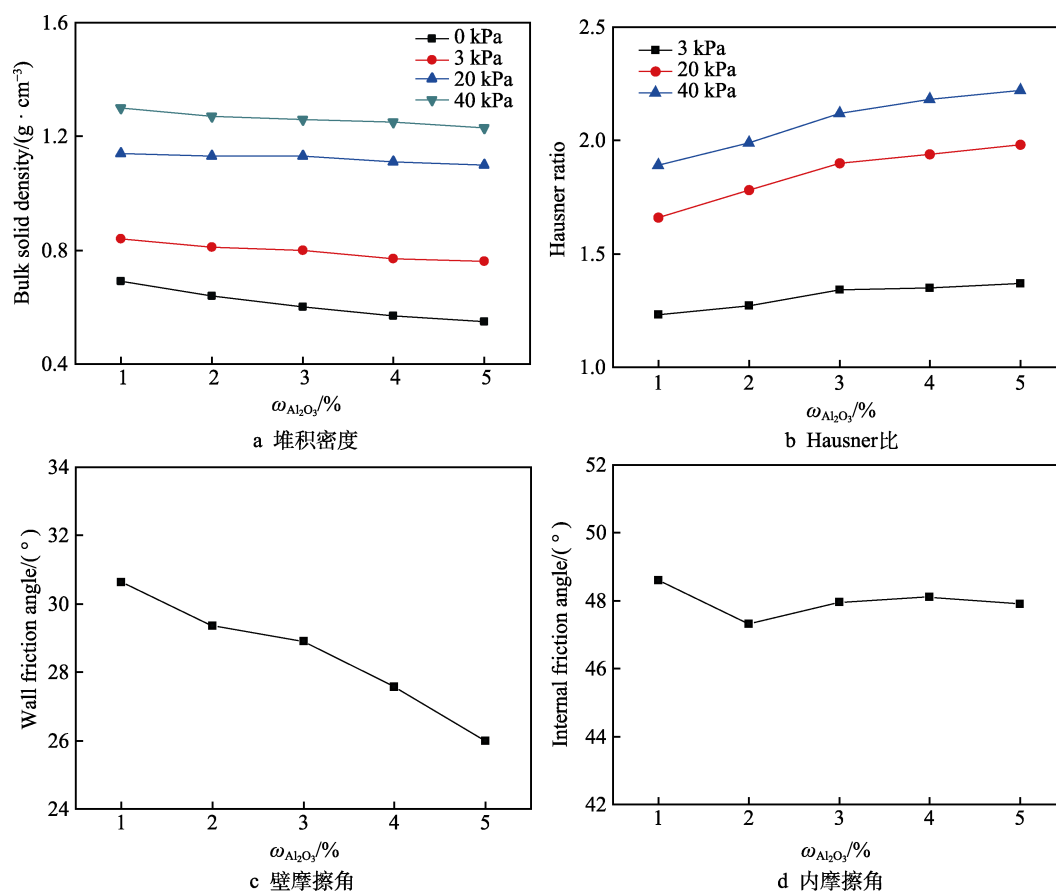 Bulk solid density/(g · cm⁻³)
1.6
1.2
0.8
0.4
0 kPa
3 kPa
20 kPa
40 kPa
1 2 3 4 5
ω_Al₂O₃/%
a 堆积密度
Hausner ratio
2.5
2.0
1.5
1.0
3 kPa
20 kPa
40 kPa
1 2 3 4 5
ω_Al₂O₃/%
b Hausner比
Wall friction angle/( ° )
34
32
30
28
26
24
1 2 3 4 5
ω_Al₂O₃/%
c 壁摩擦角
Internal friction angle/( ° )
52
50
48
46
44
42
1 2 3 4 5
ω_Al₂O₃/%
d 内摩擦角